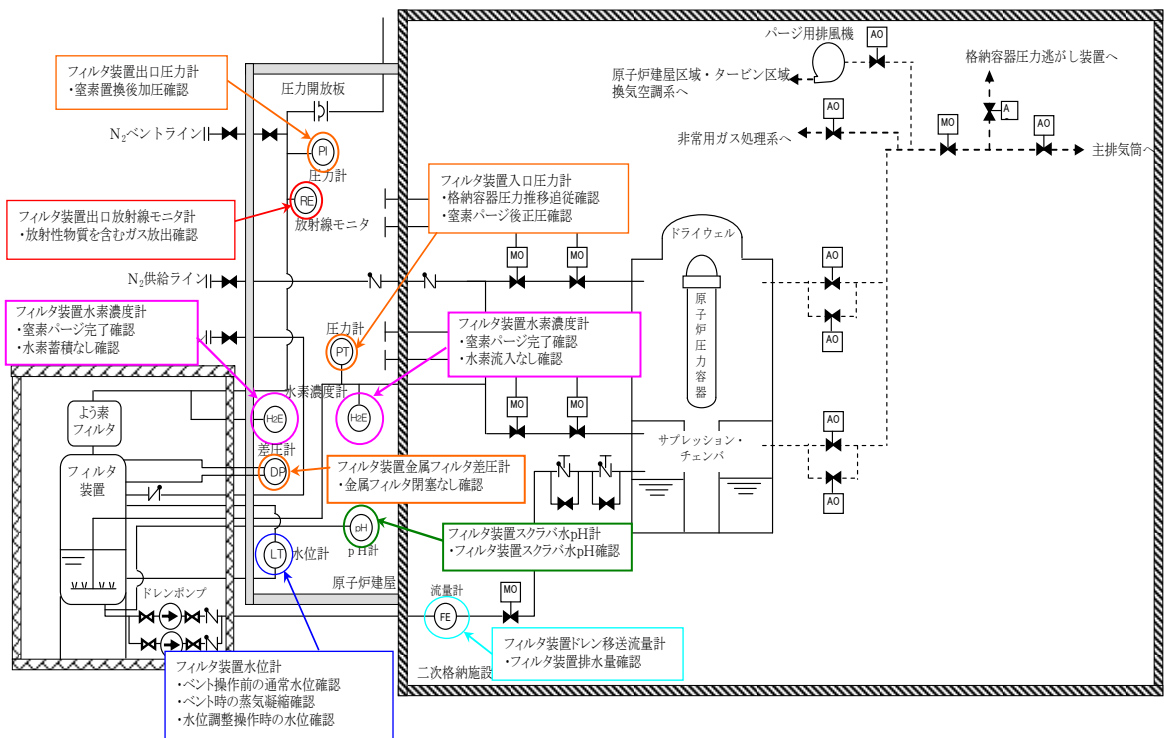 フィルタ装置出口圧力計
・窒素置換後加圧確認
圧力開放板
N₂ベントライン
PI
圧力計
フィルタ装置出口放射線モニタ計
・放射性物質を含むガス放出確認
RE
放射線モニタ
フィルタ装置入口圧力計
・格納容器圧力推移追従確認
・窒素パージ後正圧確認
パージ用排風機
AO
原子炉建屋区域・タービン区域
換気空調系へ
AO
非常用ガス処理系へ
格納容器圧力逃がし装置へ
A
MO
AO
主排気筒へ
N₂供給ライン
MO
MO
ドライウェル
原子炉圧力容器
AO
AO
フィルタ装置水素濃度計
・窒素パージ完了確認
・水素蓄積なし確認
圧力計
PT
フィルタ装置水素濃度計
・窒素パージ完了確認
・水素流入なし確認
水素濃度計
H2E
H2E
MO
MO
サプレッション・
チェンバ
AO
AO
よう素
フィルタ
フィルタ
装置
差圧計
DP
フィルタ装置金属フィルタ差圧計
・金属フィルタ閉塞なし確認
pH
pH計
フィルタ装置スクラバ水pH計
・フィルタ装置スクラバ水pH確認
LT
水位計
原子炉建屋
ドレンポンプ
流量計
FE
MO
フィルタ装置ドレン移送流量計
・フィルタ装置排水量確認
二次格納施設
フィルタ装置水位計
・ベント操作前の通常水位確認
・ベント時の蒸気凝縮確認
・水位調整操作時の水位確認